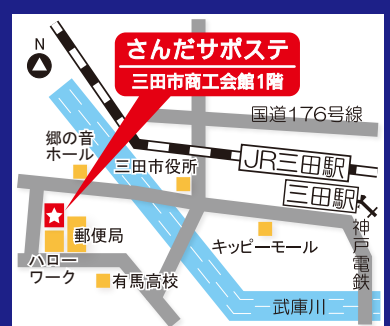 N
さんだサポステ
三田市商工会館1階
国道176号線
郷の音
ホール
三田市役所
JR三田駅
三田駅
神戸電鉄
郵便局
ハロー
ワーク
キッピーモール
有馬高校
武庫川